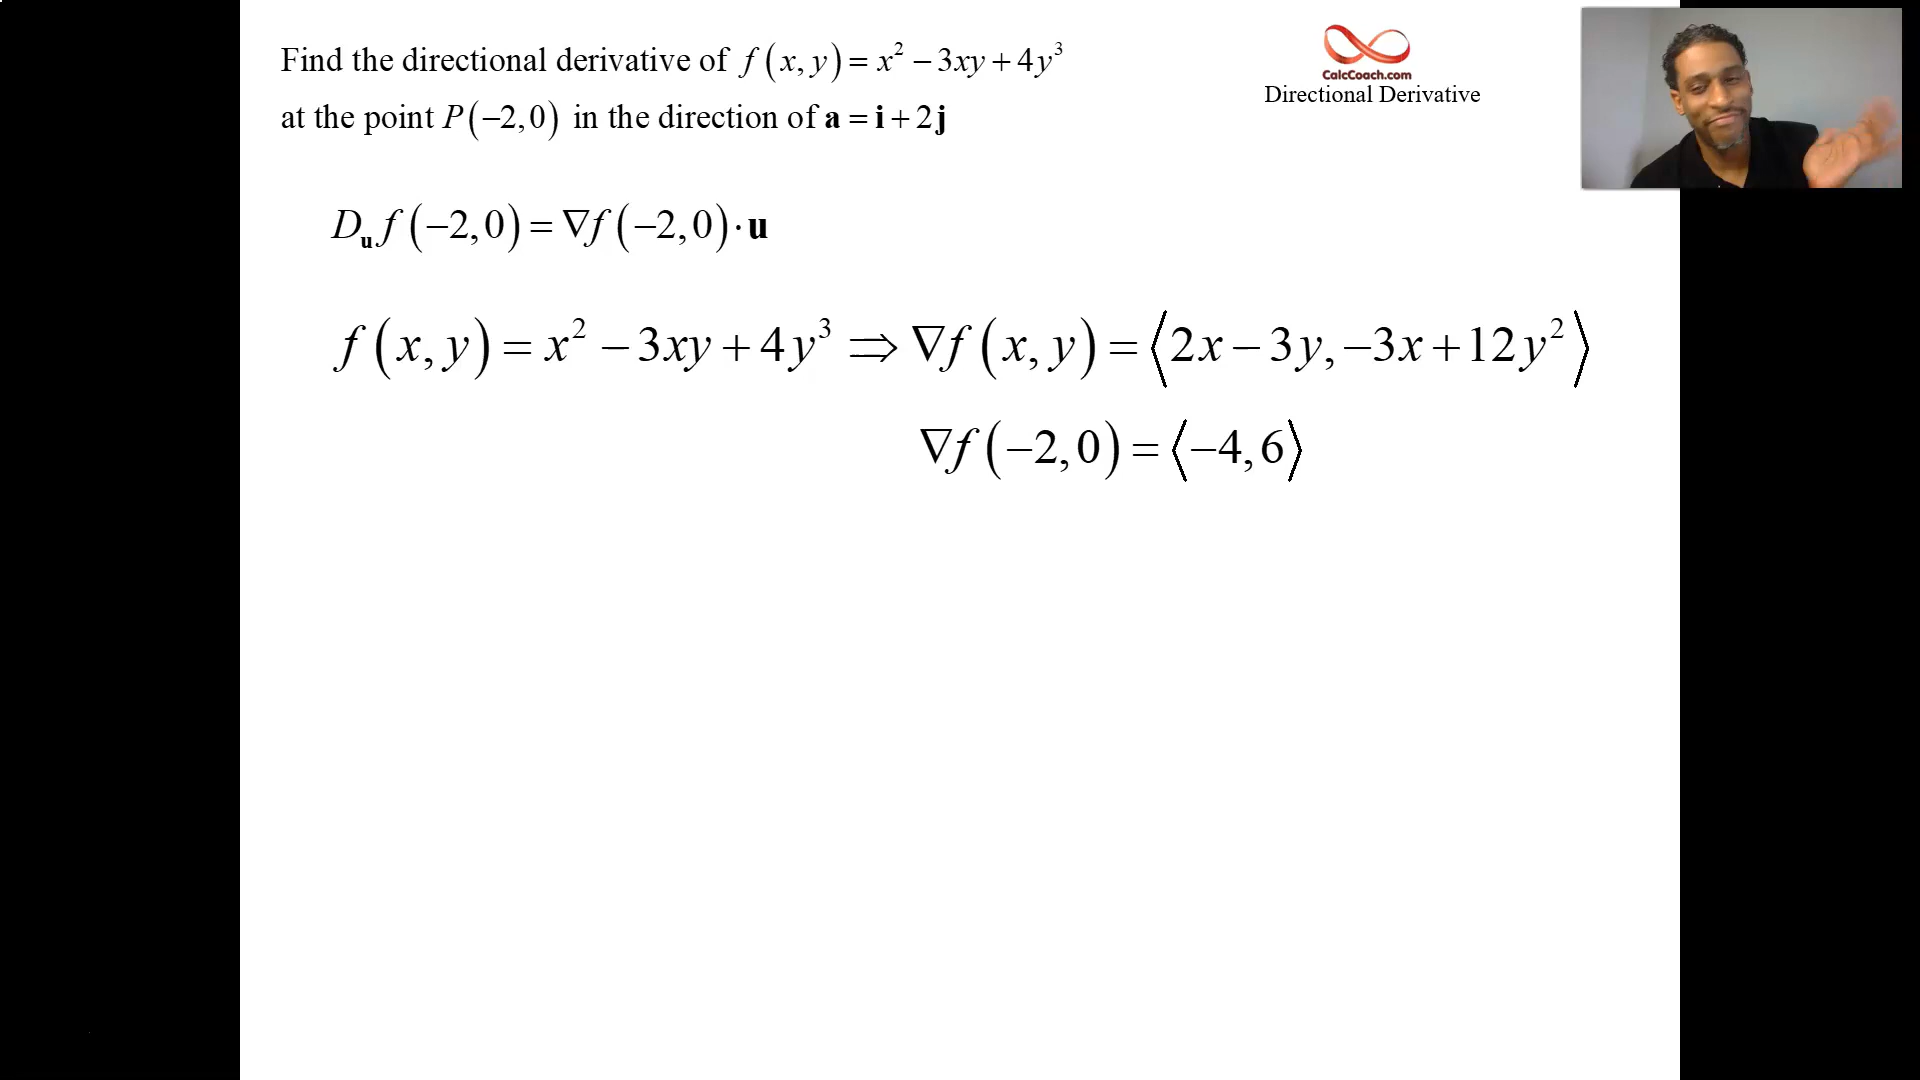 Find the directional derivative of f(x, y) = x² − 3xy + 4y³
at the point P(−2,0) in the direction of a = i + 2j
CalcCoach.com
Directional Derivative
D_u f(−2,0) = ∇f(−2,0)·u
f(x, y) = x² − 3xy + 4y³ ⇒ ∇f(x, y) = ⟨2x − 3y, −3x + 12y²⟩
∇f(−2,0) = ⟨−4,6⟩